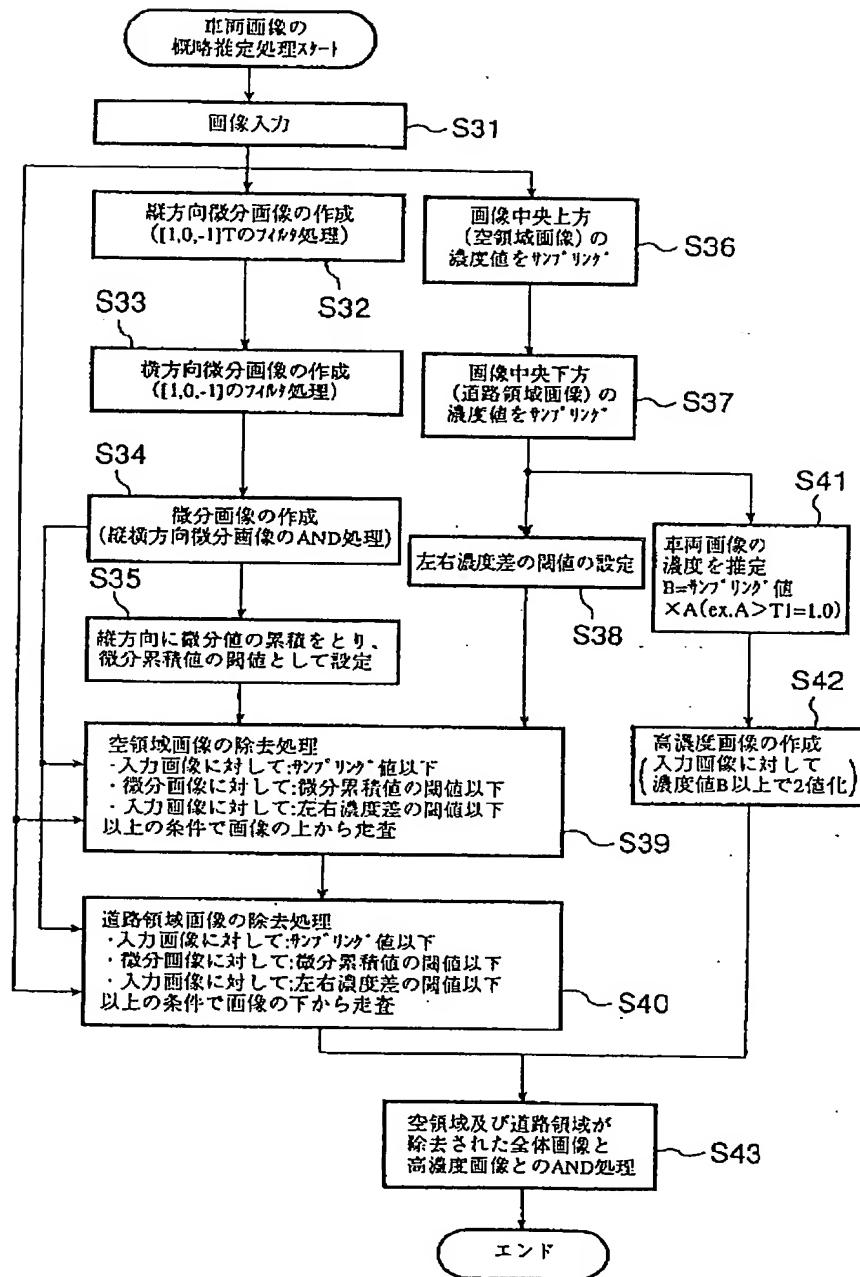 車両画像の
概略推定処理スタート
画像入力
S31
縦方向微分画像の作成
([1,0,-1]Tのフィルタ処理)
S32
S33
横方向微分画像の作成
([1,0,-1]のフィルタ処理)
S34
微分画像の作成
(縦横方向微分画像のAND処理)
S35
縦方向に微分値の累積をとり、
微分累積値の閾値として設定
画像中央上方
(空領域画像)の
濃度値をサンプリング
S36
画像中央下方
(道路領域画像)の
濃度値をサンプリング
S37
左右濃度差の閾値の設定
S38
S41
車両画像の
濃度を推定
B=サンプリング値
×A(ex.A>T1=1.0)
S42
高濃度画像の作成
(入力画像に対して
濃度値B以上で2値化)
空領域画像の除去処理
・入力画像に対して:サンプリング値以下
・微分画像に対して:微分累積値の閾値以下
・入力画像に対して:左右濃度差の閾値以下
以上の条件で画像の上から走査
S39
道路領域画像の除去処理
・入力画像に対して:サンプリング値以下
・微分画像に対して:微分累積値の閾値以下
・入力画像に対して:左右濃度差の閾値以下
以上の条件で画像の下から走査
S40
空領域及び道路領域が
除去された全体画像と
高濃度画像とのAND処理
S43
エンド